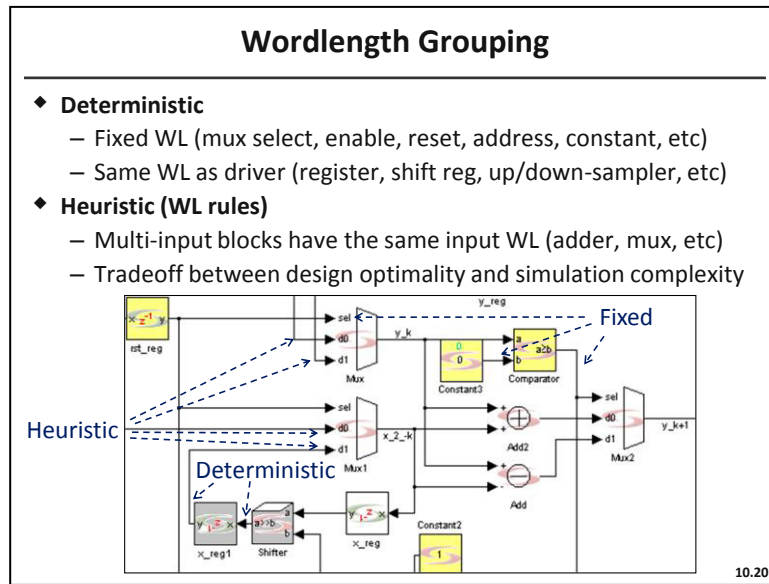 Wordlength Grouping
Deterministic
– Fixed WL (mux select, enable, reset, address, constant, etc)
– Same WL as driver (register, shift reg, up/down-sampler, etc)
Heuristic (WL rules)
– Multi-input blocks have the same input WL (adder, mux, etc)
– Tradeoff between design optimality and simulation complexity
y_reg
x z⁻¹ y
rst_reg
sel
d0
d1
Mux
y_k
Fixed
0
Constant3
a
b
a≥b
Comparator
sel
d0
d1
Mux2
y_k+1
Heuristic
sel
d0
d1
Mux1
x_2_-k
+
+
Add2
+
-
Add
Deterministic
y x
x_reg1
a>>b
a
b
Shifter
y x
x_reg
Constant2
1
10.20